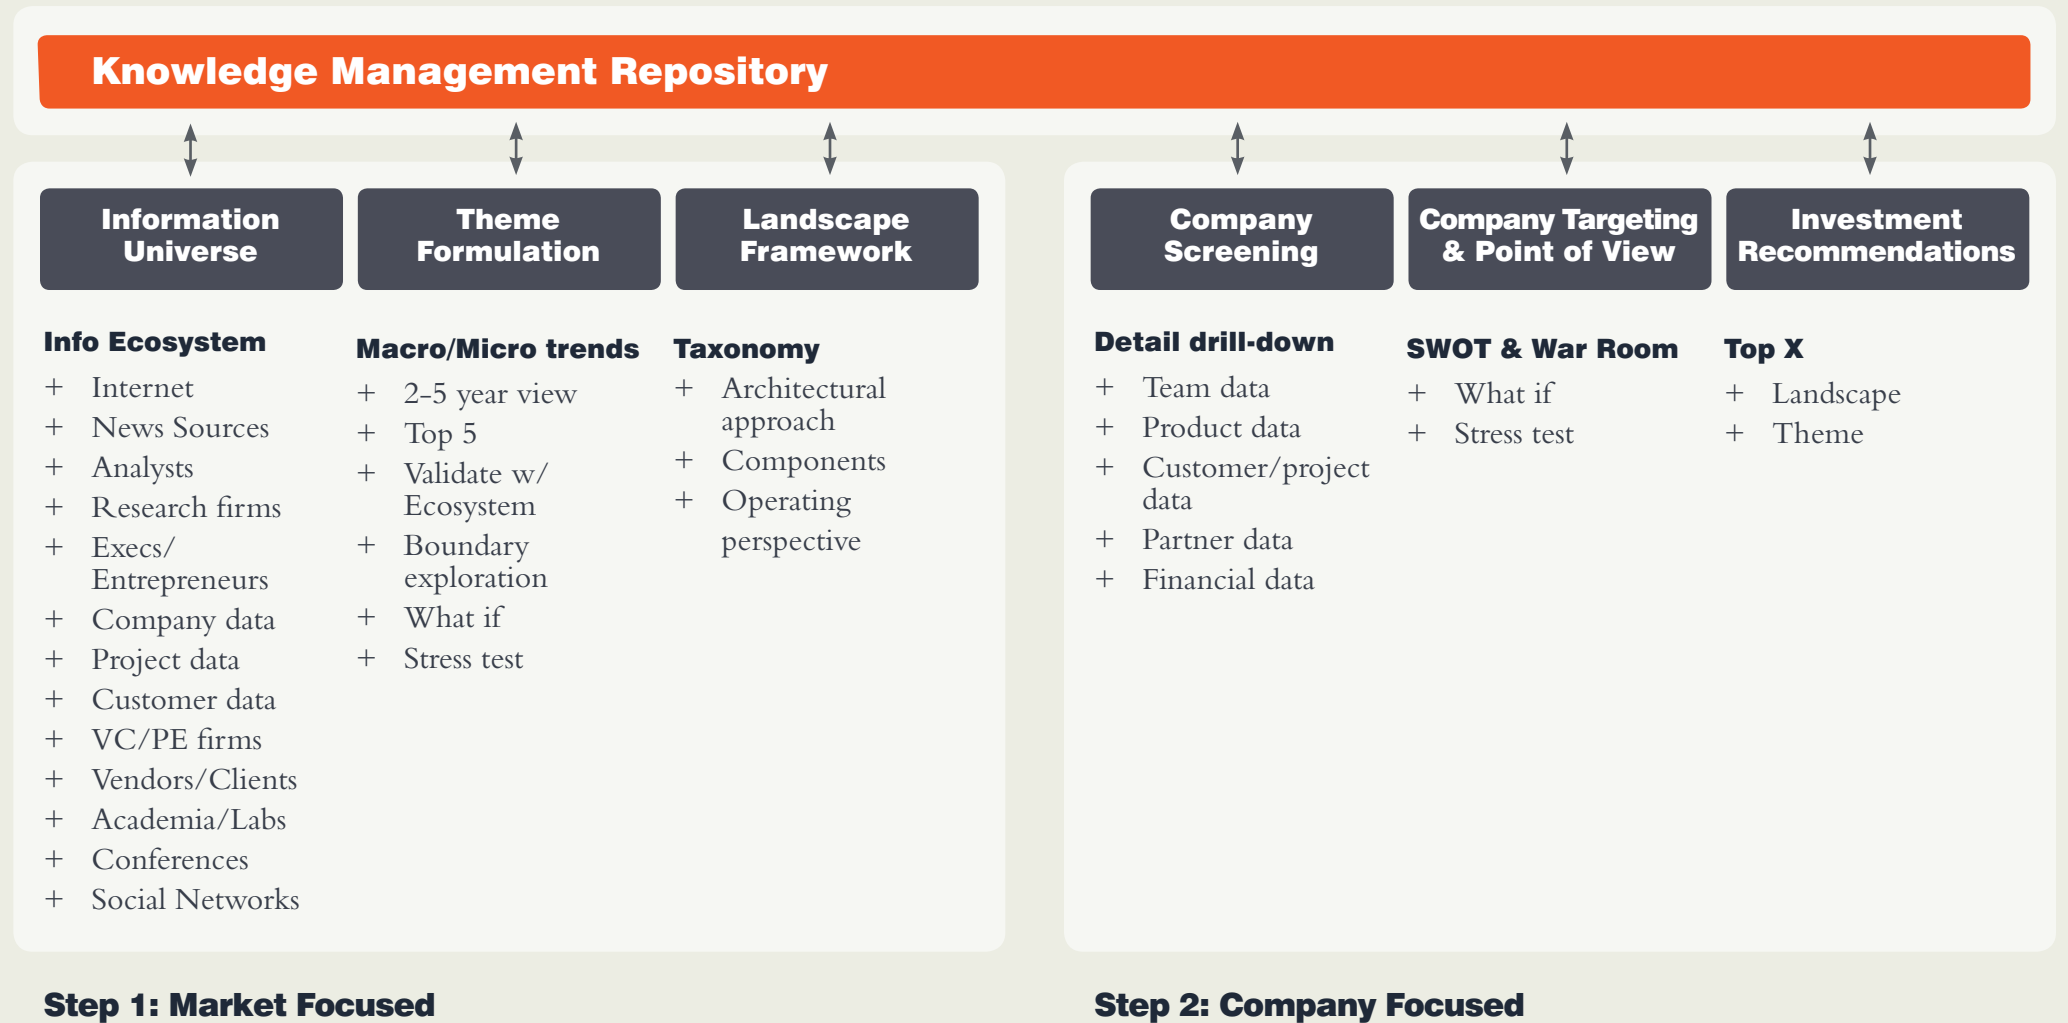 Knowledge Management Repository
Information
Universe
Info Ecosystem
+ Internet
+ News Sources
+ Analysts
+ Research firms
+ Execs/
Entrepreneurs
+ Company data
+ Project data
+ Customer data
+ VC/PE firms
+ Vendors/Clients
+ Academia/Labs
+ Conferences
+ Social Networks
Theme
Formulation
Macro/Micro trends
+ 2-5 year view
+ Top 5
+ Validate w/
Ecosystem
+ Boundary
exploration
+ What if
+ Stress test
Landscape
Framework
Taxonomy
+ Architectural
approach
+ Components
+ Operating
perspective
Step 1: Market Focused
Company
Screening
Detail drill-down
+ Team data
+ Product data
+ Customer/project
data
+ Partner data
+ Financial data
Company Targeting
& Point of View
SWOT & War Room
+ What if
+ Stress test
Investment
Recommendations
Top X
+ Landscape
+ Theme
Step 2: Company Focused